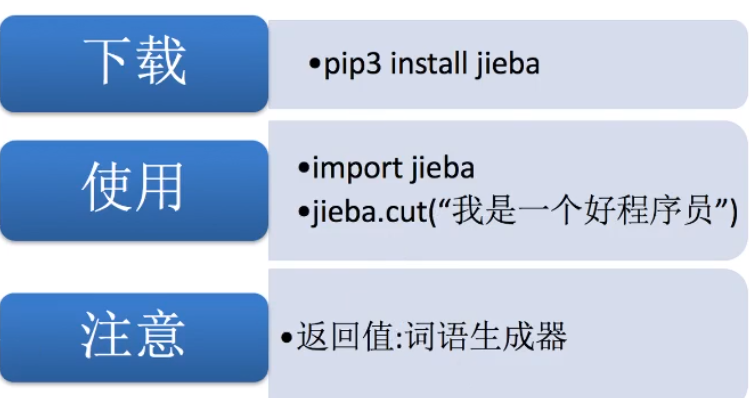 下载
•pip3 install jieba
使用
•import jieba
•jieba.cut(“我是一个好程序员”)
注意
•返回值:词语生成器